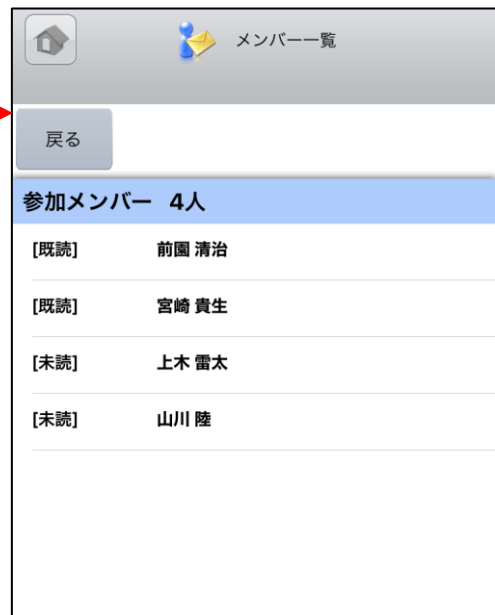 メンバー一覧
戻る
参加メンバー 4人
[既読] 前園 清治
[既読] 宮崎 貴生
[未読] 上木 雷太
[未読] 山川 陸